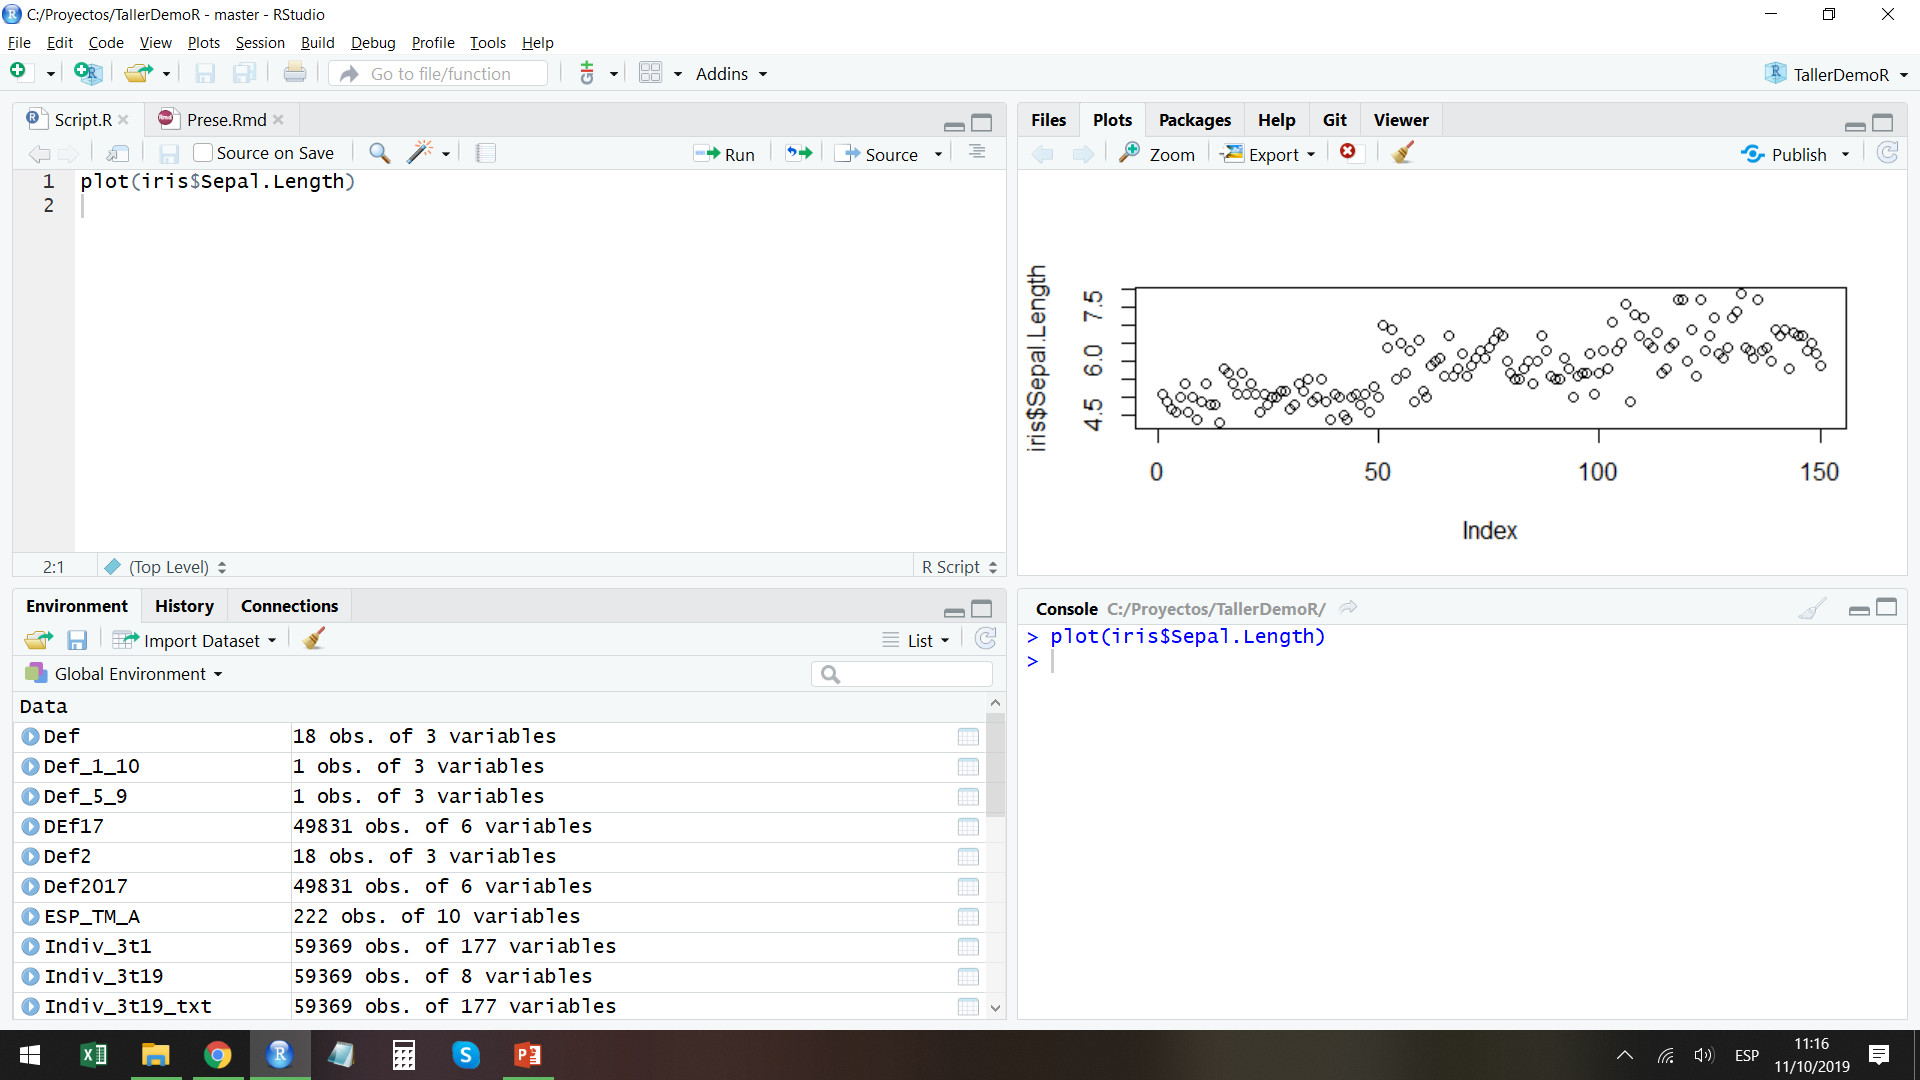 C:/Proyectos/TallerDemoR - master - RStudio
File Edit Code View Plots Session Build Debug Profile Tools Help
Go to file/function Addins TallerDemoR
Script.R Prese.Rmd
Source on Save Run Source
1 plot(iris$Sepal.Length)
2
2:1 (Top Level) R Script
Files Plots Packages Help Git Viewer
Zoom Export Publish
iris$Sepal.Length
7.5
6.0
4.5
0 50 100 150
Index
Environment History Connections
Import Dataset List
Global Environment
Data
Def 18 obs. of 3 variables
Def_1_10 1 obs. of 3 variables
Def_5_9 1 obs. of 3 variables
DEf17 49831 obs. of 6 variables
Def2 18 obs. of 3 variables
Def2017 49831 obs. of 6 variables
ESP_TM_A 222 obs. of 10 variables
Indiv_3t1 59369 obs. of 177 variables
Indiv_3t19 59369 obs. of 8 variables
Indiv_3t19_txt 59369 obs. of 177 variables
Console C:/Proyectos/TallerDemoR/
> plot(iris$Sepal.Length)
>
ESP
11:16
11/10/2019